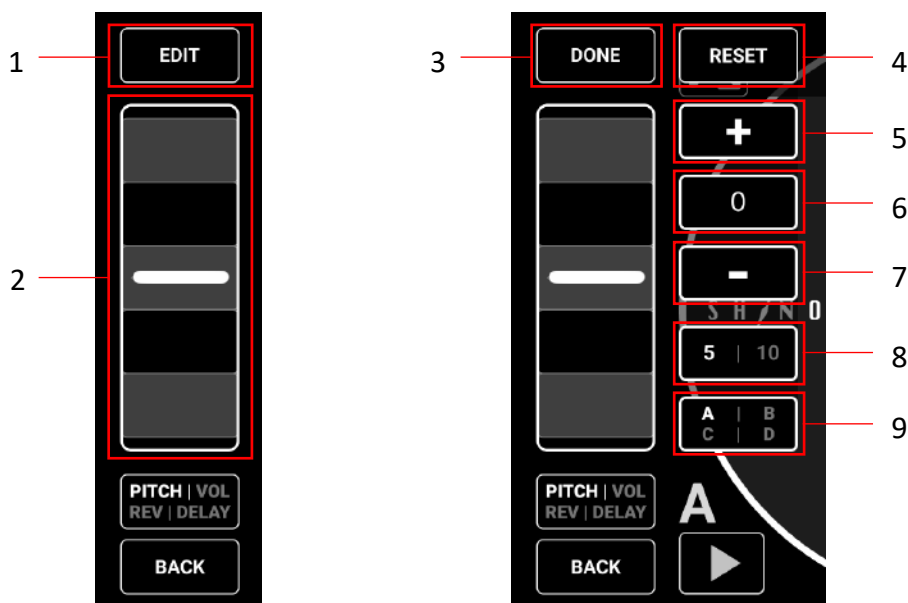 1
EDIT
2
PITCH | VOL
REV | DELAY
BACK
3
DONE
RESET
4
+
5
0
6
-
7
S H / N O
5 | 10
8
A | B
C | D
9
PITCH | VOL
REV | DELAY
A
BACK